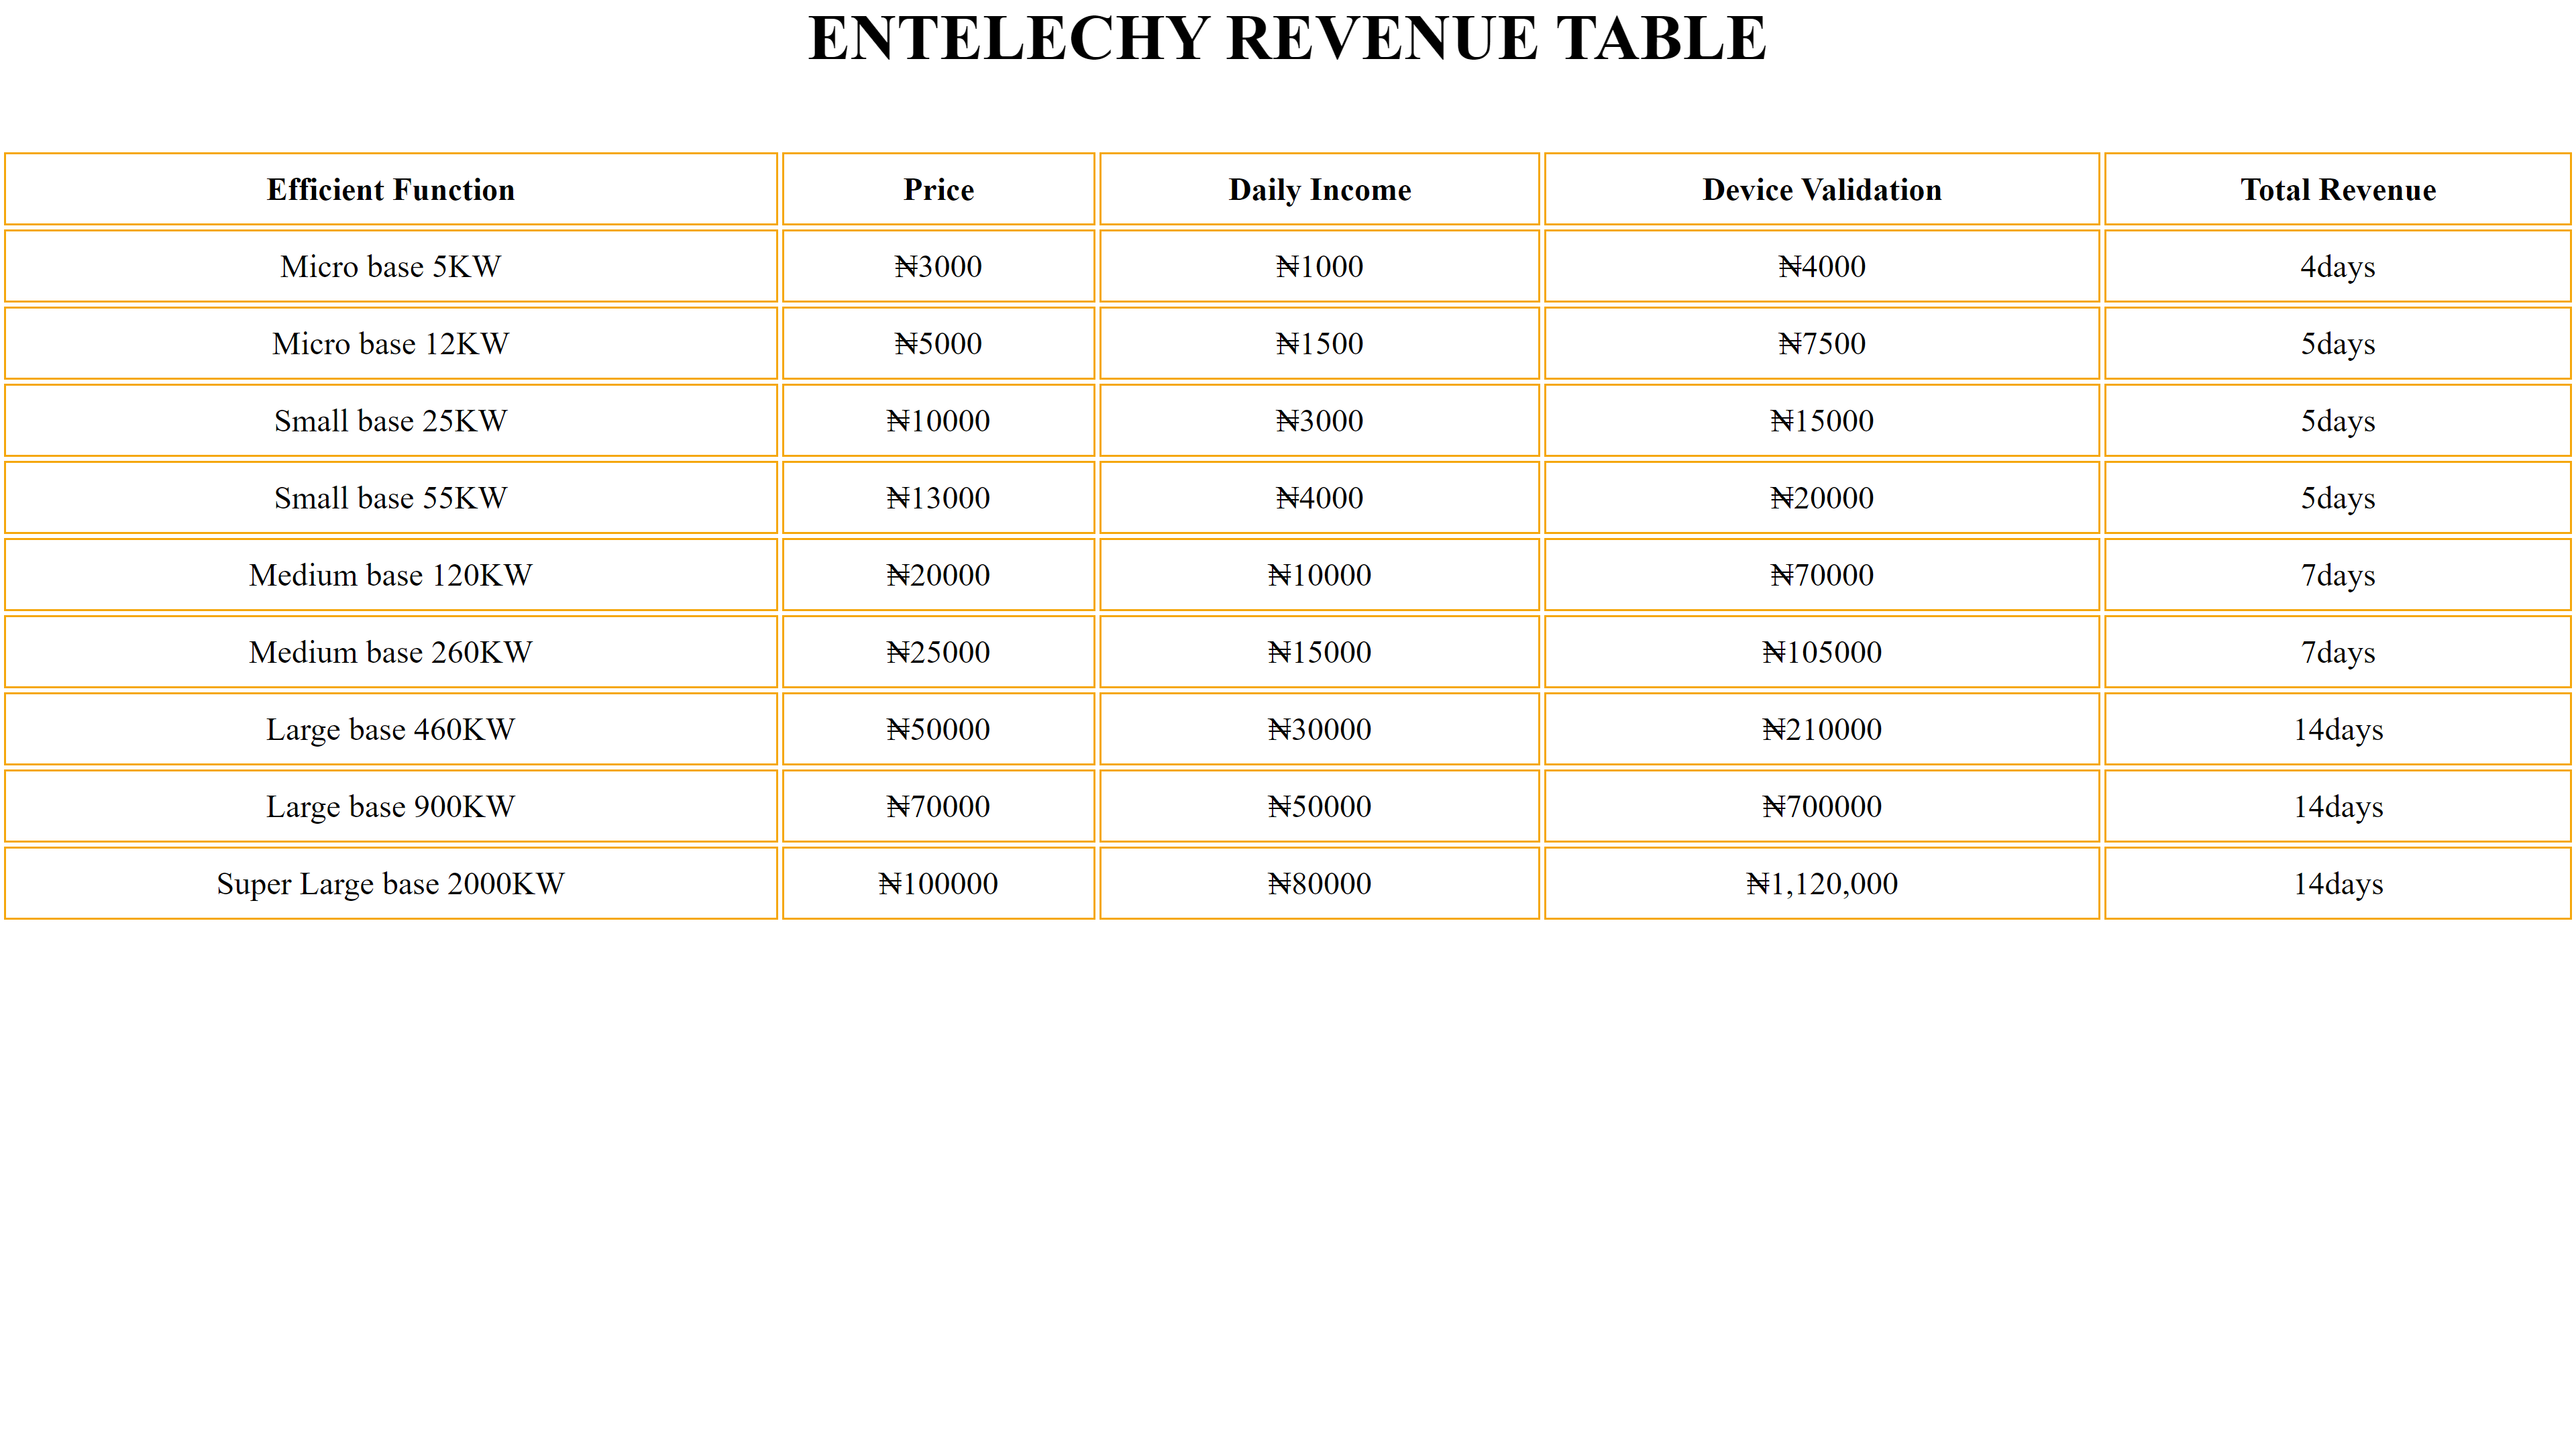 ENTELECHY REVENUE TABLE
Efficient Function Price Daily Income Device Validation Total Revenue
Micro base 5KW ₦3000 ₦1000 ₦4000 4days
Micro base 12KW ₦5000 ₦1500 ₦7500 5days
Small base 25KW ₦10000 ₦3000 ₦15000 5days
Small base 55KW ₦13000 ₦4000 ₦20000 5days
Medium base 120KW ₦20000 ₦10000 ₦70000 7days
Medium base 260KW ₦25000 ₦15000 ₦105000 7days
Large base 460KW ₦50000 ₦30000 ₦210000 14days
Large base 900KW ₦70000 ₦50000 ₦700000 14days
Super Large base 2000KW ₦100000 ₦80000 ₦1,120,000 14days